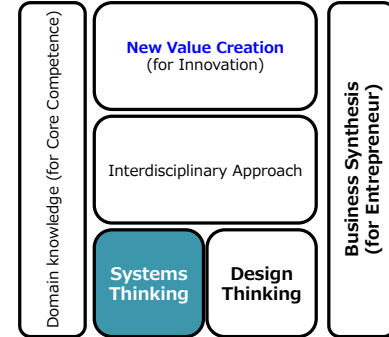 Domain knowledge (for Core Competence)
New Value Creation
(for Innovation)
Interdisciplinary Approach
Systems
Thinking
Design
Thinking
Business Synthesis
(for Entrepreneur)